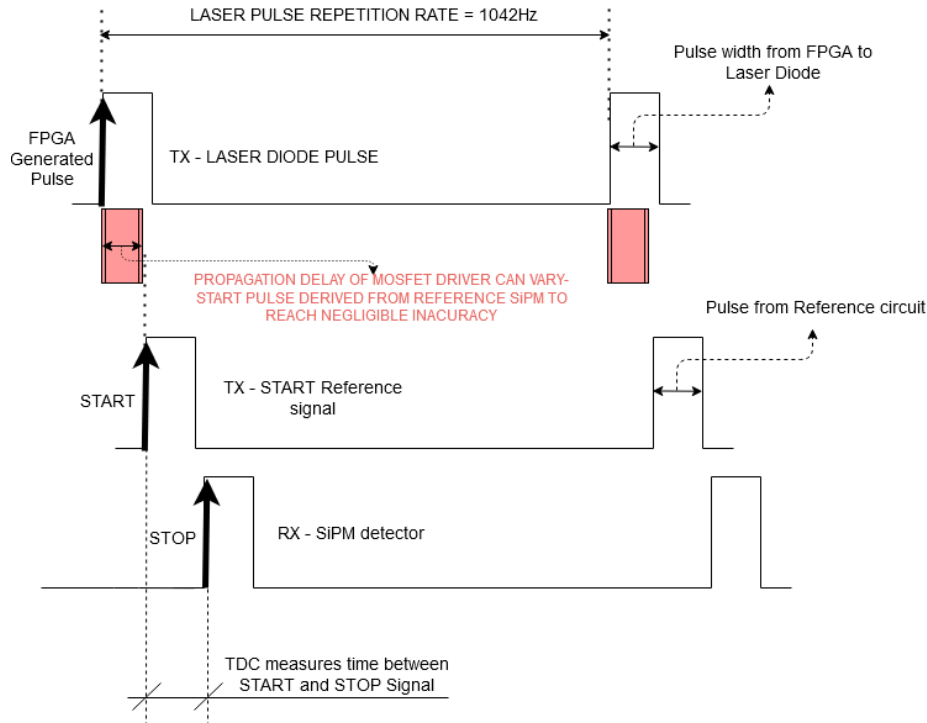 LASER PULSE REPETITION RATE = 1042Hz
Pulse width from FPGA to
Laser Diode
FPGA
Generated
Pulse
TX - LASER DIODE PULSE
PROPAGATION DELAY OF MOSFET DRIVER CAN VARY-
START PULSE DERIVED FROM REFERENCE SiPM TO
REACH NEGLIGIBLE INACURACY
Pulse from Reference circuit
START
TX - START Reference
signal
STOP
RX - SiPM detector
TDC measures time between
START and STOP Signal